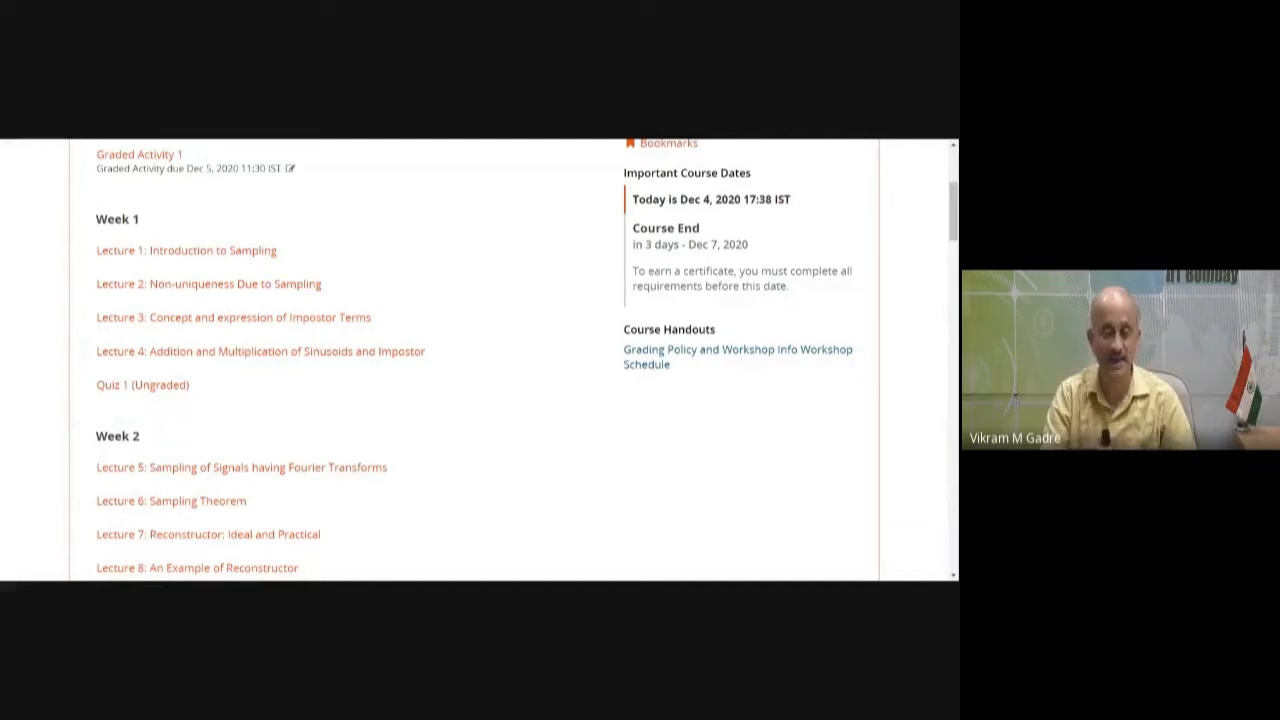 Graded Activity 1
Graded Activity due Dec 5, 2020 11:30 IST
Week 1
Lecture 1: Introduction to Sampling
Lecture 2: Non-uniqueness Due to Sampling
Lecture 3: Concept and expression of Impostor Terms
Lecture 4: Addition and Multiplication of Sinusoids and Impostor
Quiz 1 (Ungraded)
Week 2
Lecture 5: Sampling of Signals having Fourier Transforms
Lecture 6: Sampling Theorem
Lecture 7: Reconstructor: Ideal and Practical
Lecture 8: An Example of Reconstructor
Bookmarks
Important Course Dates
Today is Dec 4, 2020 17:38 IST
Course End
in 3 days - Dec 7, 2020
To earn a certificate, you must complete all
requirements before this date.
Course Handouts
Grading Policy and Workshop Info Workshop
Schedule
IIT Bombay
Vikram M Gadre